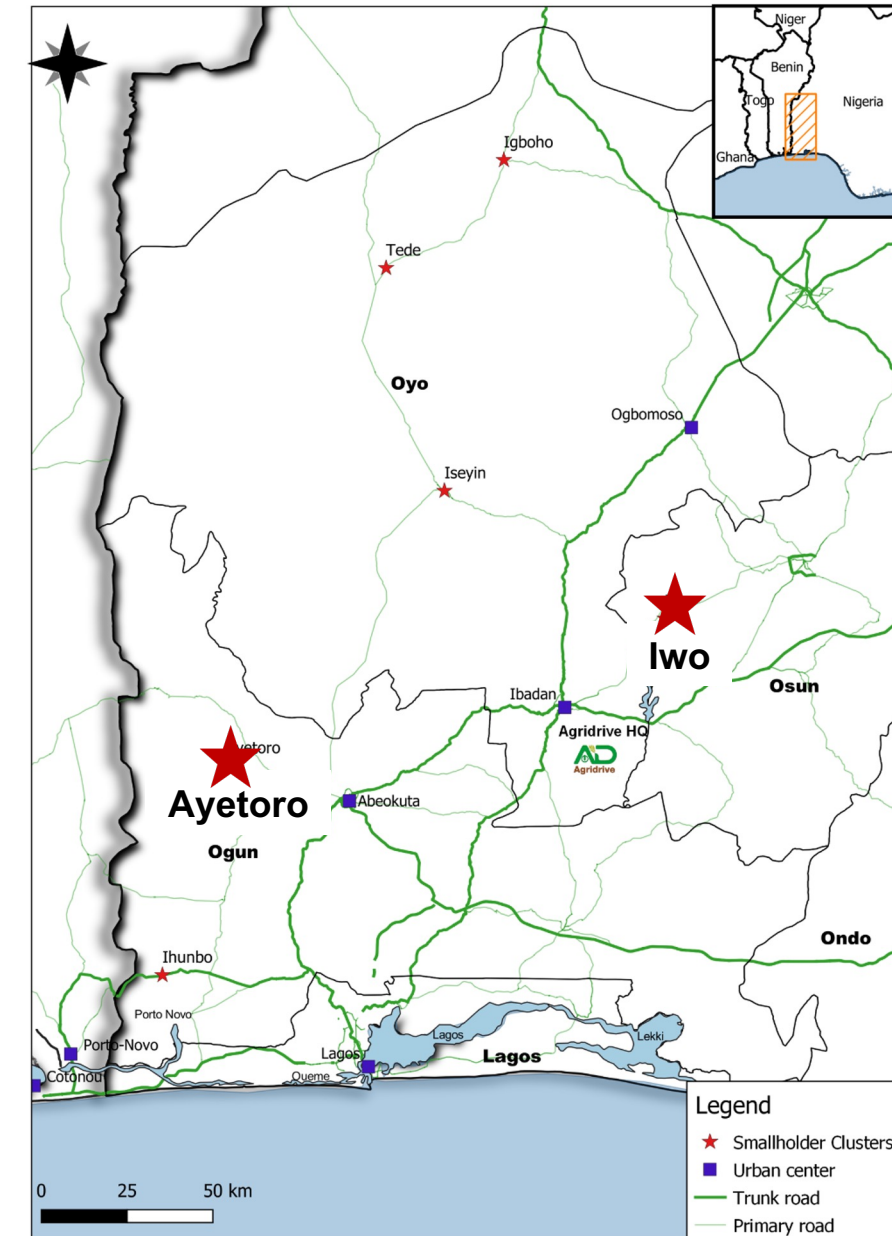 Niger
Benin
Togo
Nigeria
Ghana
Igboho
Tede
Oyo
Ogbomoso
Iseyin
Iwo
Osun
Ibadan
Agridrive HQ
AiD
Agridrive
Ayetoro
Abeokuta
Ogun
Ondo
Ihunbo
Porto Novo
Porto-Novo
Lagos
Lekki
Lagos
Lagos
Cotonou
Queme
Legend
Smallholder Clusters
Urban center
Trunk road
Primary road
0 25 50 km